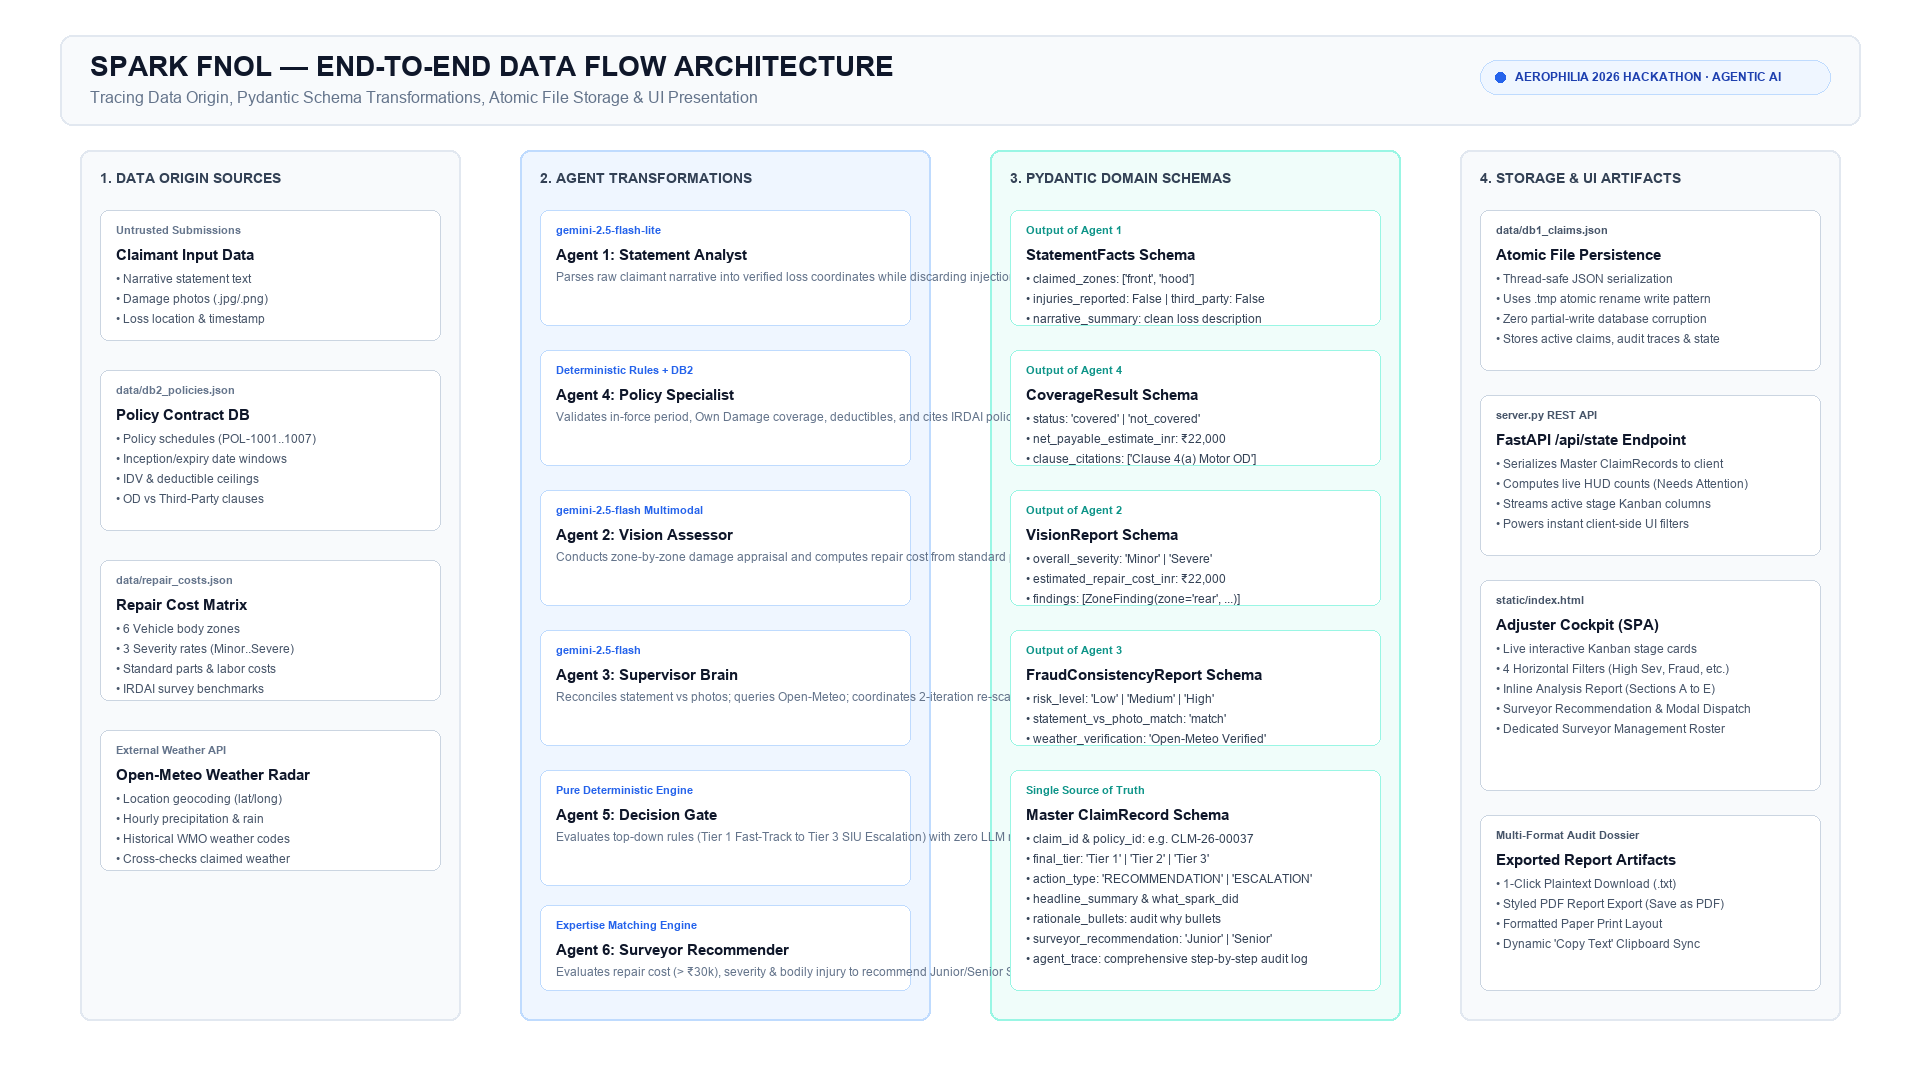 SPARK FNOL — END-TO-END DATA FLOW ARCHITECTURE
Tracing Data Origin, Pydantic Schema Transformations, Atomic File Storage & UI Presentation
AEROPHILIA 2026 HACKATHON · AGENTIC AI
1. DATA ORIGIN SOURCES
Untrusted Submissions
Claimant Input Data
• Narrative statement text
• Damage photos (.jpg/.png)
• Loss location & timestamp
data/db2_policies.json
Policy Contract DB
• Policy schedules (POL-1001..1007)
• Inception/expiry date windows
• IDV & deductible ceilings
• OD vs Third-Party clauses
data/repair_costs.json
Repair Cost Matrix
• 6 Vehicle body zones
• 3 Severity rates (Minor..Severe)
• Standard parts & labor costs
• IRDAI survey benchmarks
External Weather API
Open-Meteo Weather Radar
• Location geocoding (lat/long)
• Hourly precipitation & rain
• Historical WMO weather codes
• Cross-checks claimed weather
2. AGENT TRANSFORMATIONS
gemini-2.5-flash-lite
Agent 1: Statement Analyst
Parses raw claimant narrative into verified loss coordinates while discarding
Deterministic Rules + DB2
Agent 4: Policy Specialist
Validates in-force period, Own Damage coverage, deductibles, and cites IRDAI
gemini-2.5-flash Multimodal
Agent 2: Vision Assessor
Conducts zone-by-zone damage appraisal and computes repair cost from standard
gemini-2.5-flash
Agent 3: Supervisor Brain
Reconciles statement vs photos; queries Open-Meteo; coordinates 2-iteration
Pure Deterministic Engine
Agent 5: Decision Gate
Evaluates top-down rules (Tier 1 Fast-Track to Tier 3 SIU Escalation) with zero LLM
Expertise Matching Engine
Agent 6: Surveyor Recommender
Evaluates repair cost (> ₹30k), severity & bodily injury to recommend Junior/Senior
3. PYDANTIC DOMAIN SCHEMAS
Output of Agent 1
StatementFacts Schema
• claimed_zones: ['front', 'hood']
• injuries_reported: False | third_party: False
• narrative_summary: clean loss description
Output of Agent 4
CoverageResult Schema
• status: 'covered' | 'not_covered'
• net_payable_estimate_inr: ₹22,000
• clause_citations: ['Clause 4(a) Motor OD']
Output of Agent 2
VisionReport Schema
• overall_severity: 'Minor' | 'Severe'
• estimated_repair_cost_inr: ₹22,000
• findings: [ZoneFinding(zone='rear', ...)]
Output of Agent 3
FraudConsistencyReport Schema
• risk_level: 'Low' | 'Medium' | 'High'
• statement_vs_photo_match: 'match'
• weather_verification: 'Open-Meteo Verified'
Single Source of Truth
Master ClaimRecord Schema
• claim_id & policy_id: e.g. CLM-26-00037
• final_tier: 'Tier 1' | 'Tier 2' | 'Tier 3'
• action_type: 'RECOMMENDATION' | 'ESCALATION'
• headline_summary & what_spark_did
• rationale_bullets: audit why bullets
• surveyor_recommendation: 'Junior' | 'Senior'
• agent_trace: comprehensive step-by-step audit log
4. STORAGE & UI ARTIFACTS
data/db1_claims.json
Atomic File Persistence
• Thread-safe JSON serialization
• Uses .tmp atomic rename write pattern
• Zero partial-write database corruption
• Stores active claims, audit traces & state
server.py REST API
FastAPI /api/state Endpoint
• Serializes Master ClaimRecords to client
• Computes live HUD counts (Needs Attention)
• Streams active stage Kanban columns
• Powers instant client-side UI filters
static/index.html
Adjuster Cockpit (SPA)
• Live interactive Kanban stage cards
• 4 Horizontal Filters (High Sev, Fraud, etc.)
• Inline Analysis Report (Sections A to E)
• Surveyor Recommendation & Modal Dispatch
• Dedicated Surveyor Management Roster
Multi-Format Audit Dossier
Exported Report Artifacts
• 1-Click Plaintext Download (.txt)
• Styled PDF Report Export (Save as PDF)
• Formatted Paper Print Layout
• Dynamic 'Copy Text' Clipboard Sync